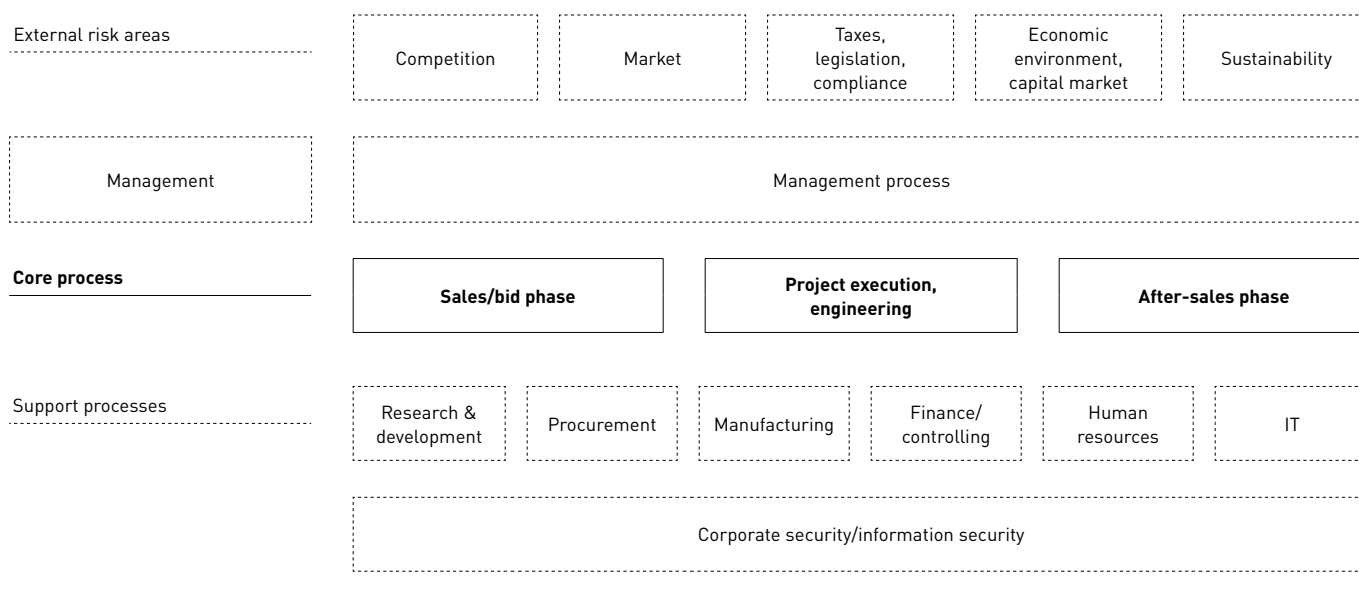 External risk areas
Competition
Market
Taxes,
legislation,
compliance
Economic
environment,
capital market
Sustainability
Management
Management process
Core process
Sales/bid phase
Project execution,
engineering
After-sales phase
Support processes
Research &
development
Procurement
Manufacturing
Finance/
controlling
Human
resources
IT
Corporate security/information security